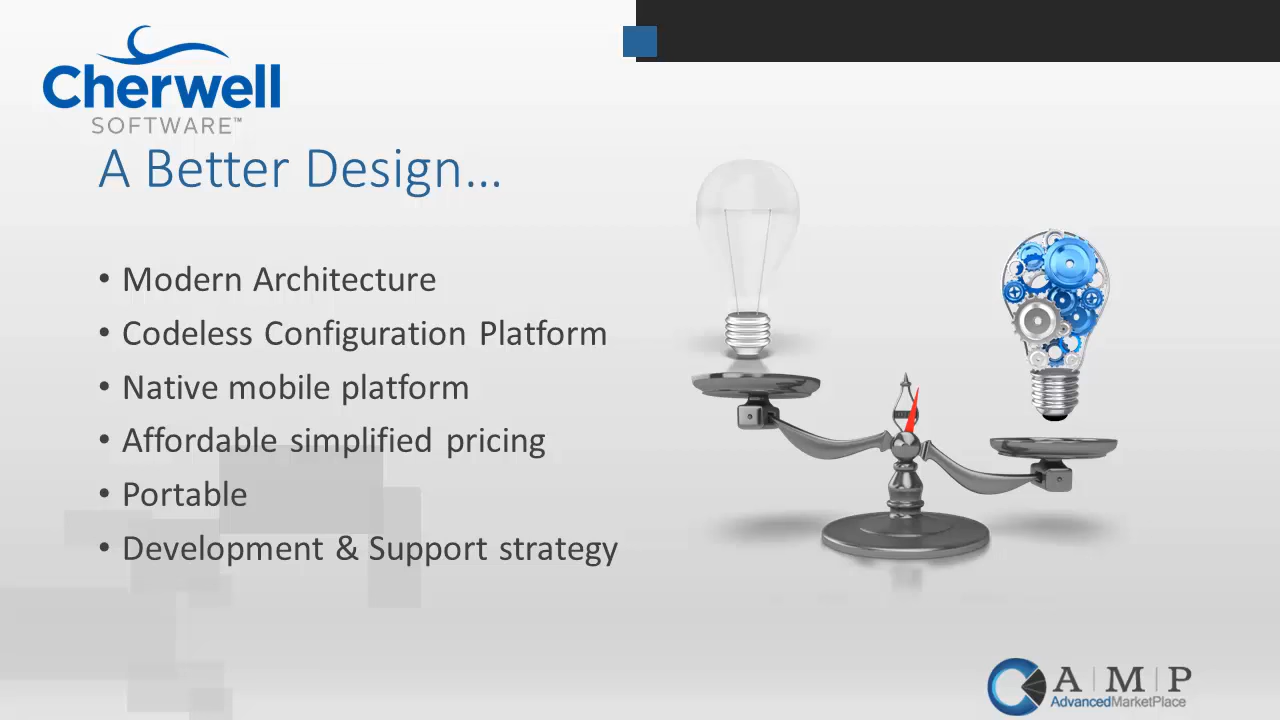 Cherwell
SOFTWARE™
A Better Design...
• Modern Architecture
• Codeless Configuration Platform
• Native mobile platform
• Affordable simplified pricing
• Portable
• Development & Support strategy
A | M | P
AdvancedMarketPlace